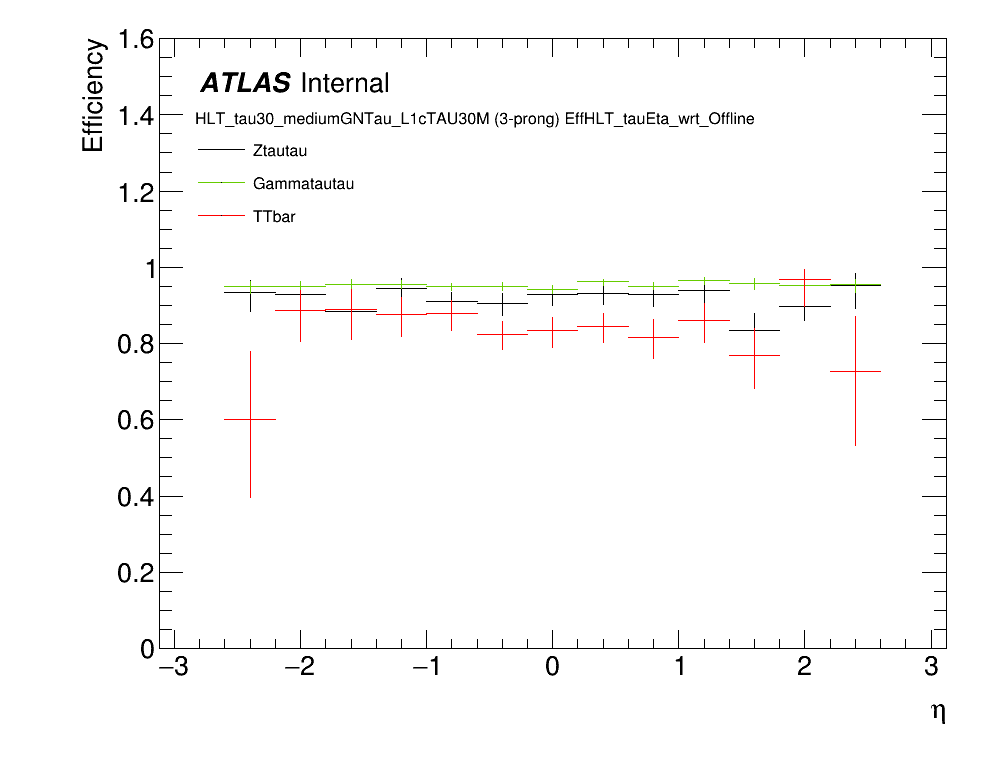 Efficiency
1.6
1.4
1.2
1
0.8
0.6
0.4
0.2
0
ATLAS Internal
HLT_tau30_mediumGNTau_L1cTAU30M (3-prong) EffHLT_tauEta_wrt_Offline
Ztautau
Gammatautau
TTbar
−3 −2 −1 0 1 2 3
η